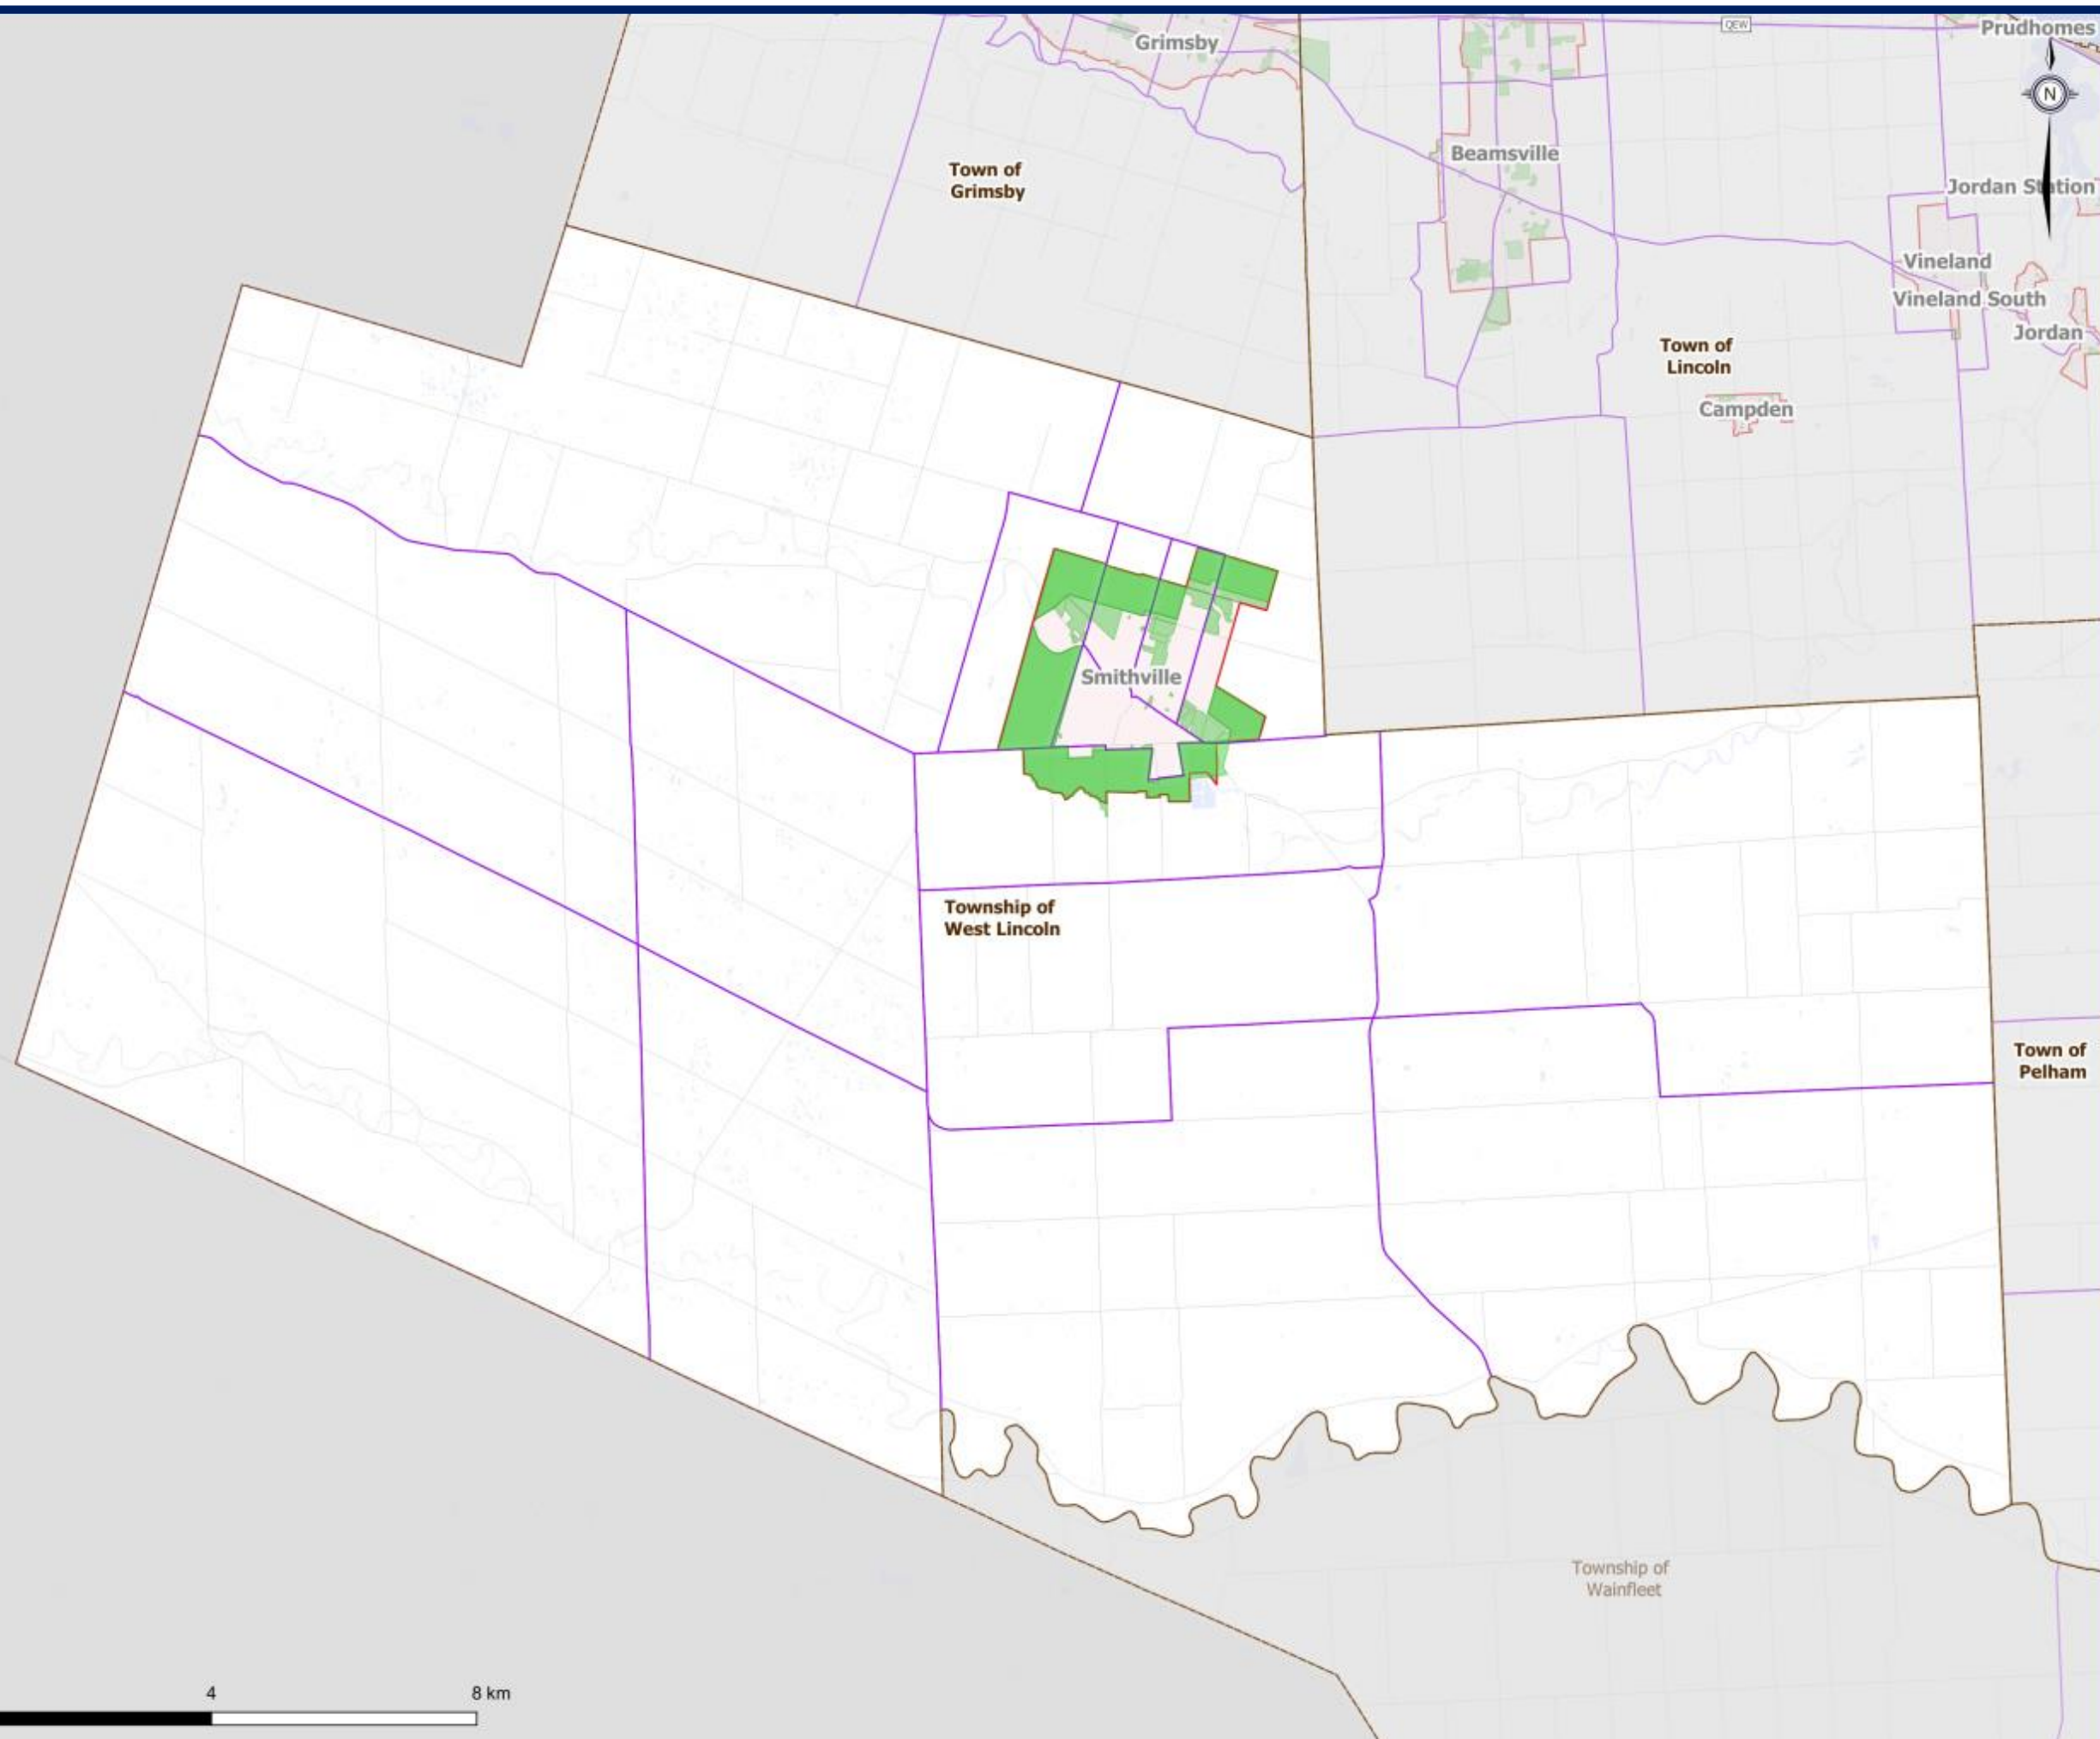 Grimsby
QEW
Prudhomes
N
Beamsville
Town of
Grimsby
Jordan Station
Vineland
Vineland South
Jordan
Town of
Lincoln
Campden
Smithville
Township of
West Lincoln
Town of
Pelham
Township of
Wainfleet
4
8 km